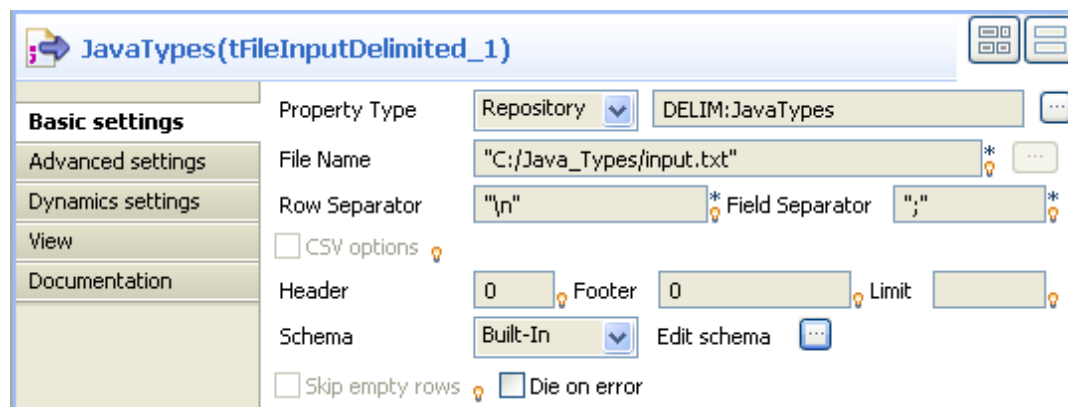 JavaTypes(tFileInputDelimited_1)
Basic settings
Advanced settings
Dynamics settings
View
Documentation
Property Type Repository DELIM:JavaTypes ...
File Name "C:/Java_Types/input.txt" * ...
Row Separator "\n" * Field Separator ";" *
CSV options
Header 0 Footer 0 Limit
Schema Built-In Edit schema ...
Skip empty rows Die on error